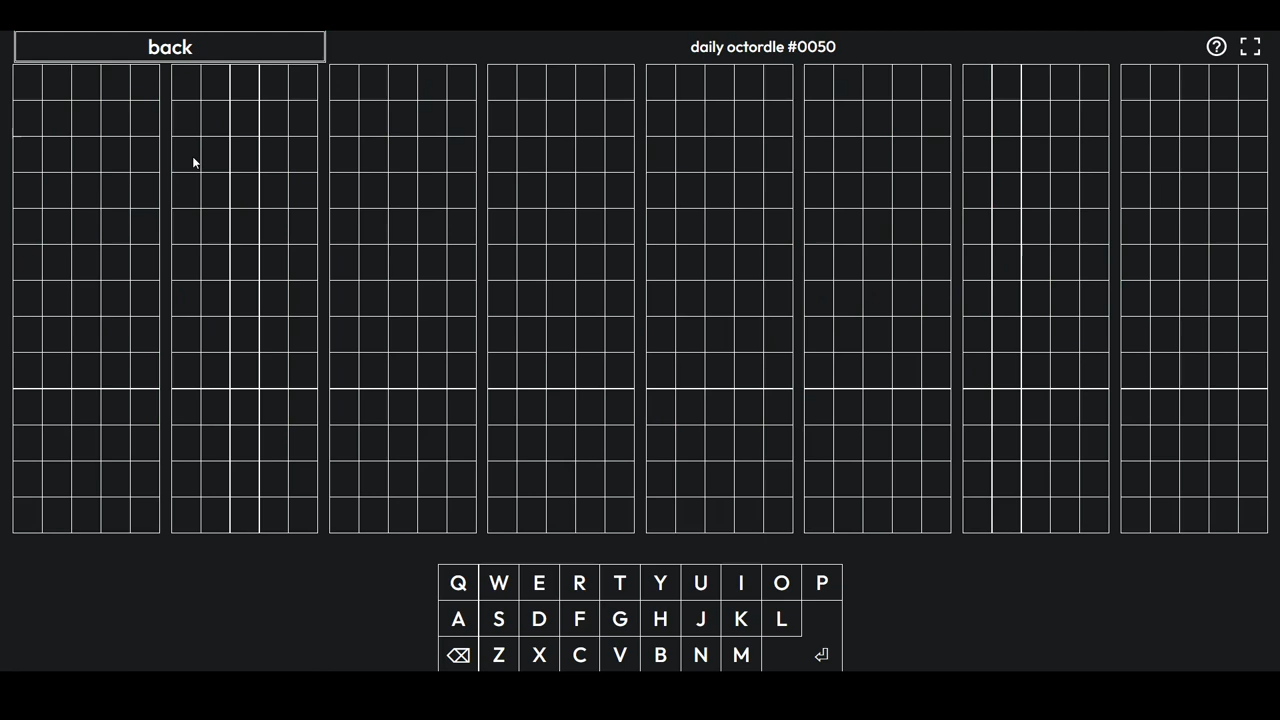 back
daily octordle #0050
Q W E R T Y U I O P
A S D F G H J K L
Z X C V B N M